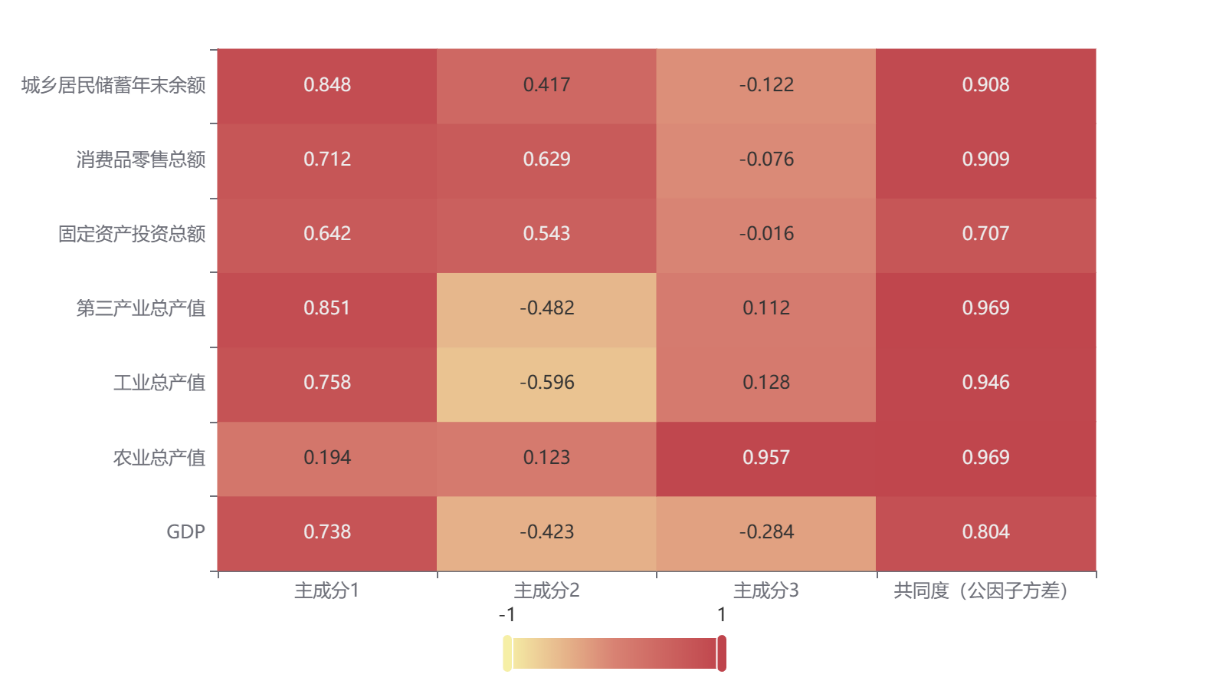 城乡居民储蓄年末余额 0.848 0.417 -0.122 0.908
消费品零售总额 0.712 0.629 -0.076 0.909
固定资产投资总额 0.642 0.543 -0.016 0.707
第三产业总产值 0.851 -0.482 0.112 0.969
工业总产值 0.758 -0.596 0.128 0.946
农业总产值 0.194 0.123 0.957 0.969
GDP 0.738 -0.423 -0.284 0.804
主成分1 主成分2 主成分3 共同度（公因子方差）
-1 1